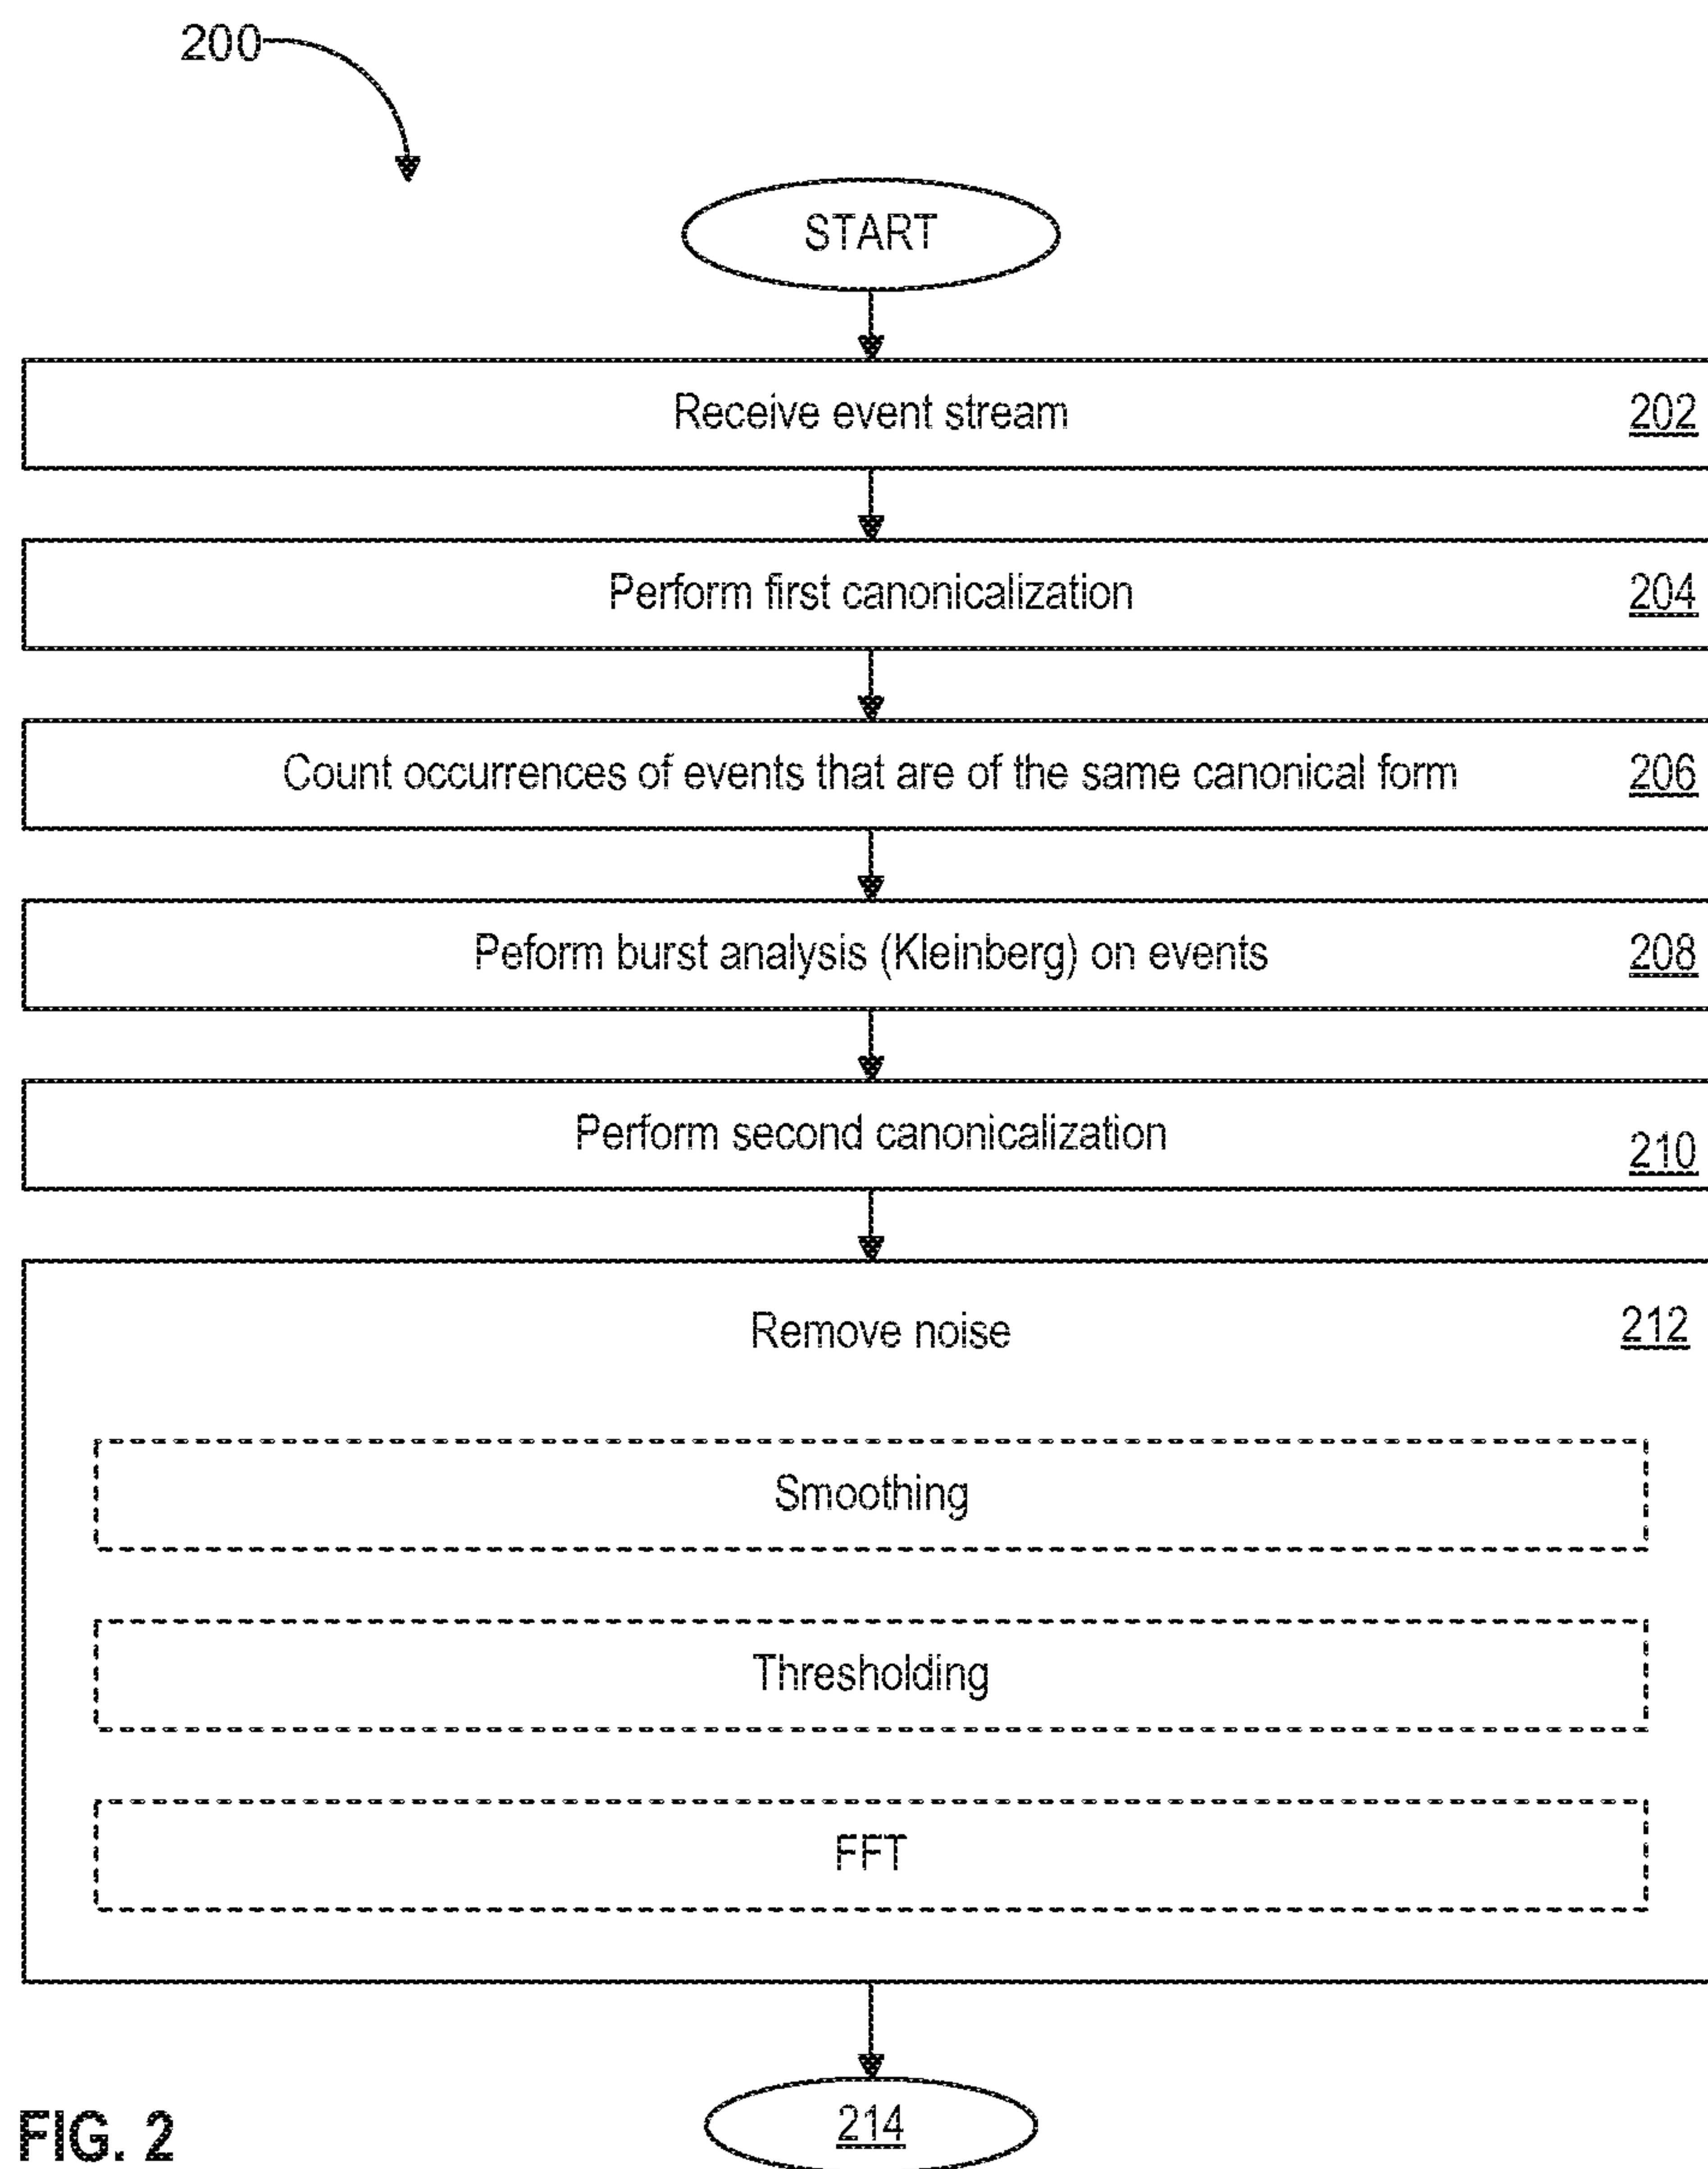 200
START
Receive event stream 202
Perform first canonicalization 204
Count occurrences of events that are of the same canonical form 206
Peform burst analysis (Kleinberg) on events 208
Perform second canonicalization 210
Remove noise 212
Smoothing
Thresholding
FFT
214
FIG. 2